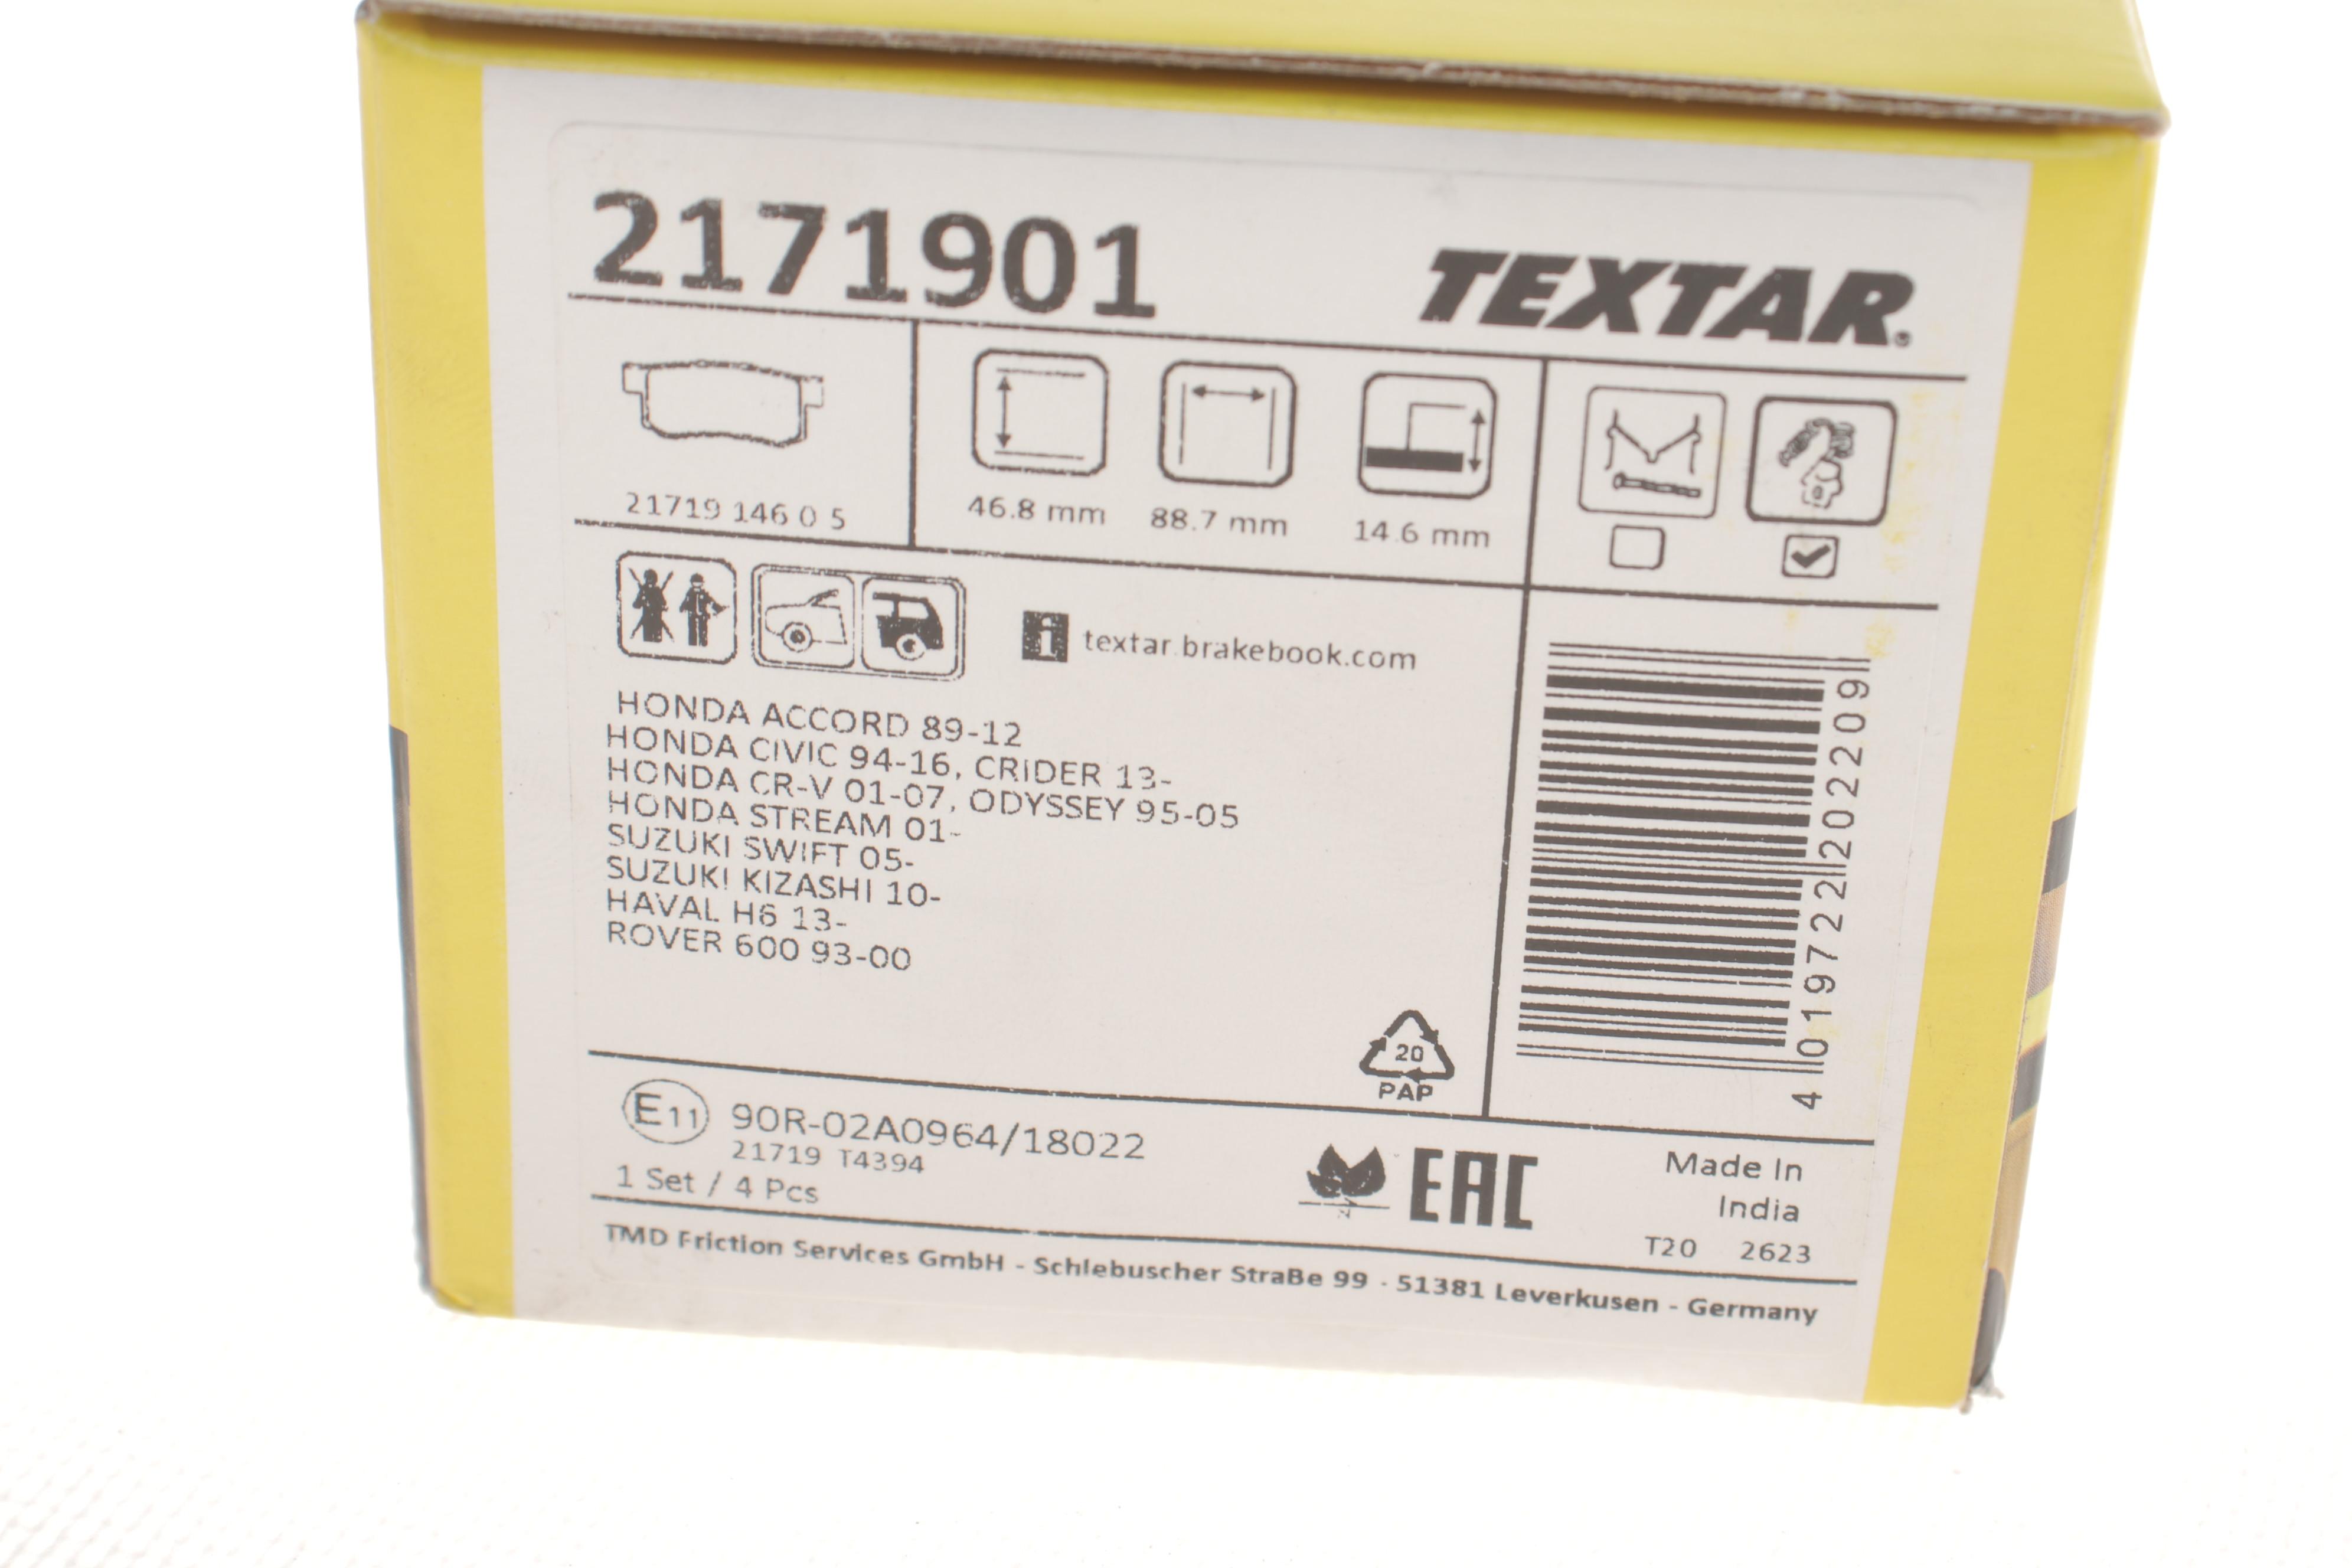 2171901
TEXTAR®
21719 146 0 5
46.8 mm 88.7 mm 14.6 mm
i textar.brakebook.com
HONDA ACCORD 89-12
HONDA CIVIC 94-16, CRIDER 13-
HONDA CR-V 01-07, ODYSSEY 95-05
HONDA STREAM 01-
SUZUKI SWIFT 05-
SUZUKI KIZASHI 10-
HAVAL H6 13-
ROVER 600 93-00
4 019722 202209
20
PAP
E11 90R-02A0964/18022
21719 T4394
1 Set / 4 Pcs
EAC
Made In
India
T20 2623
TMD Friction Services GmbH - Schlebuscher StraBe 99 - 51381 Leverkusen - Germany